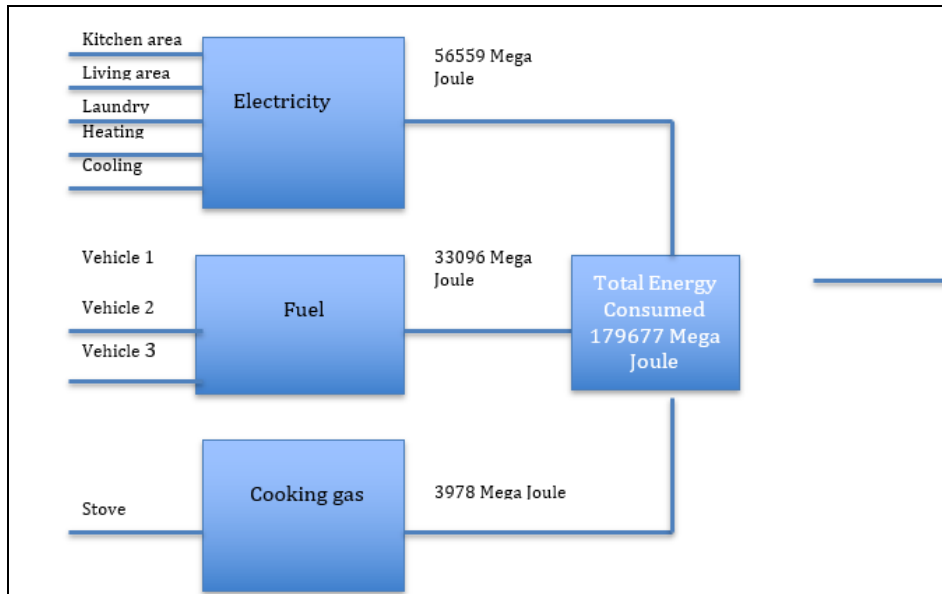 Kitchen area
Living area
Laundry
Heating
Cooling
Electricity
56559 Mega
Joule
Vehicle 1
Vehicle 2
Vehicle 3
Fuel
33096 Mega
Joule
Total Energy
Consumed
179677 Mega
Joule
Stove
Cooking gas
3978 Mega Joule